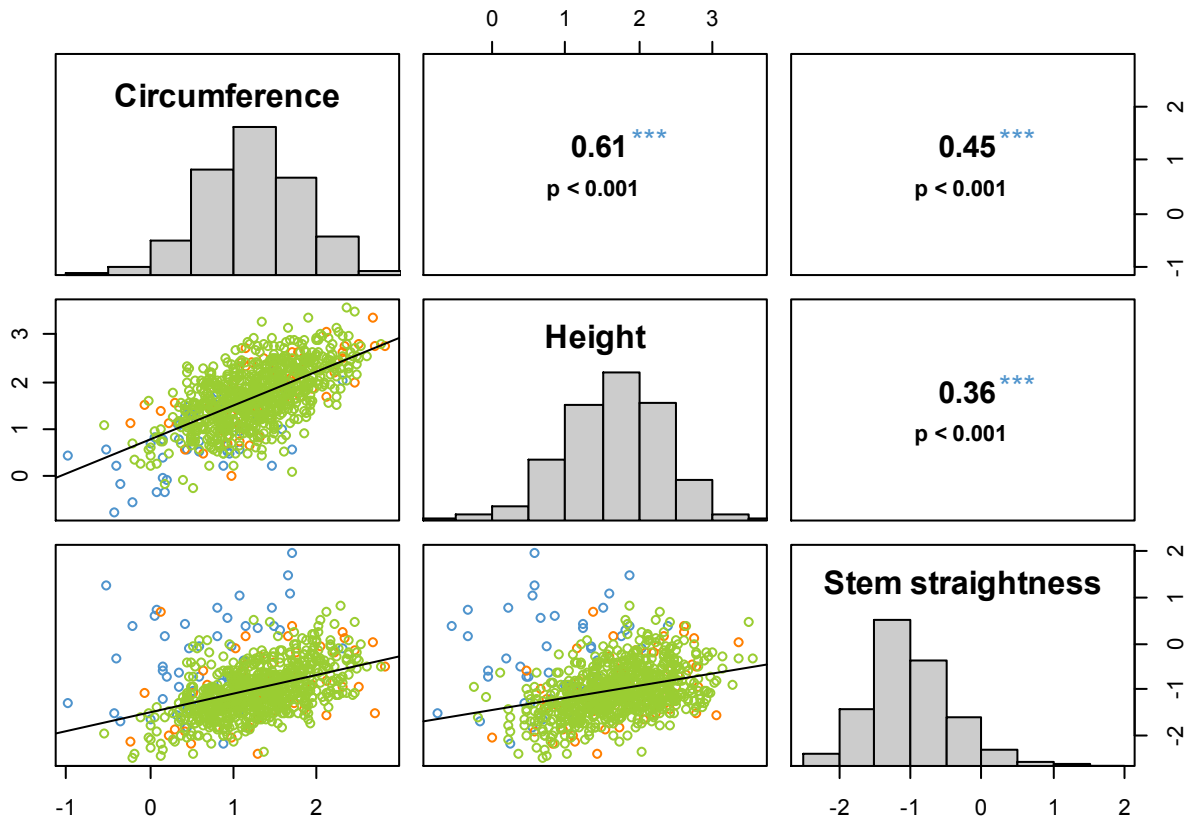 0 1 2 3
Circumference
0.61***
p < 0.001
0.45***
p < 0.001
2
1
0
-1
3
2
1
0
Height
0.36***
p < 0.001
Stem straightness
2
1
0
-1
-2
-1 0 1 2
-2 -1 0 1 2